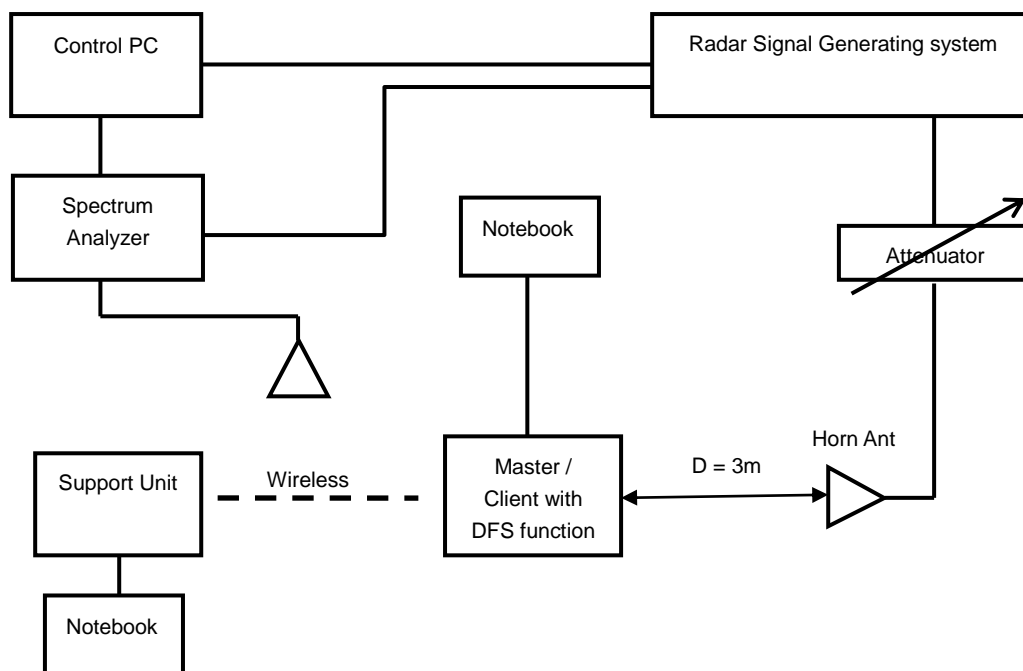 Control PC
Radar Signal Generating system
Spectrum
Analyzer
Notebook
Attenuator
Horn Ant
D = 3m
Support Unit
Wireless
Master /
Client with
DFS function
Notebook